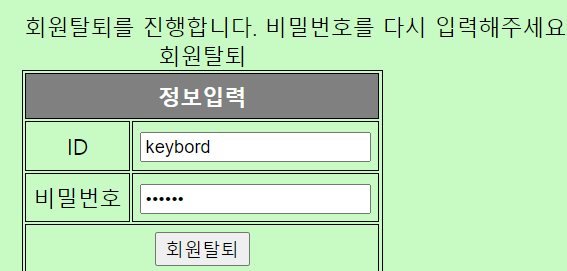 회원탈퇴를 진행합니다. 비밀번호를 다시 입력해주세요
회원탈퇴
정보입력
ID keybord
비밀번호 ••••••
회원탈퇴